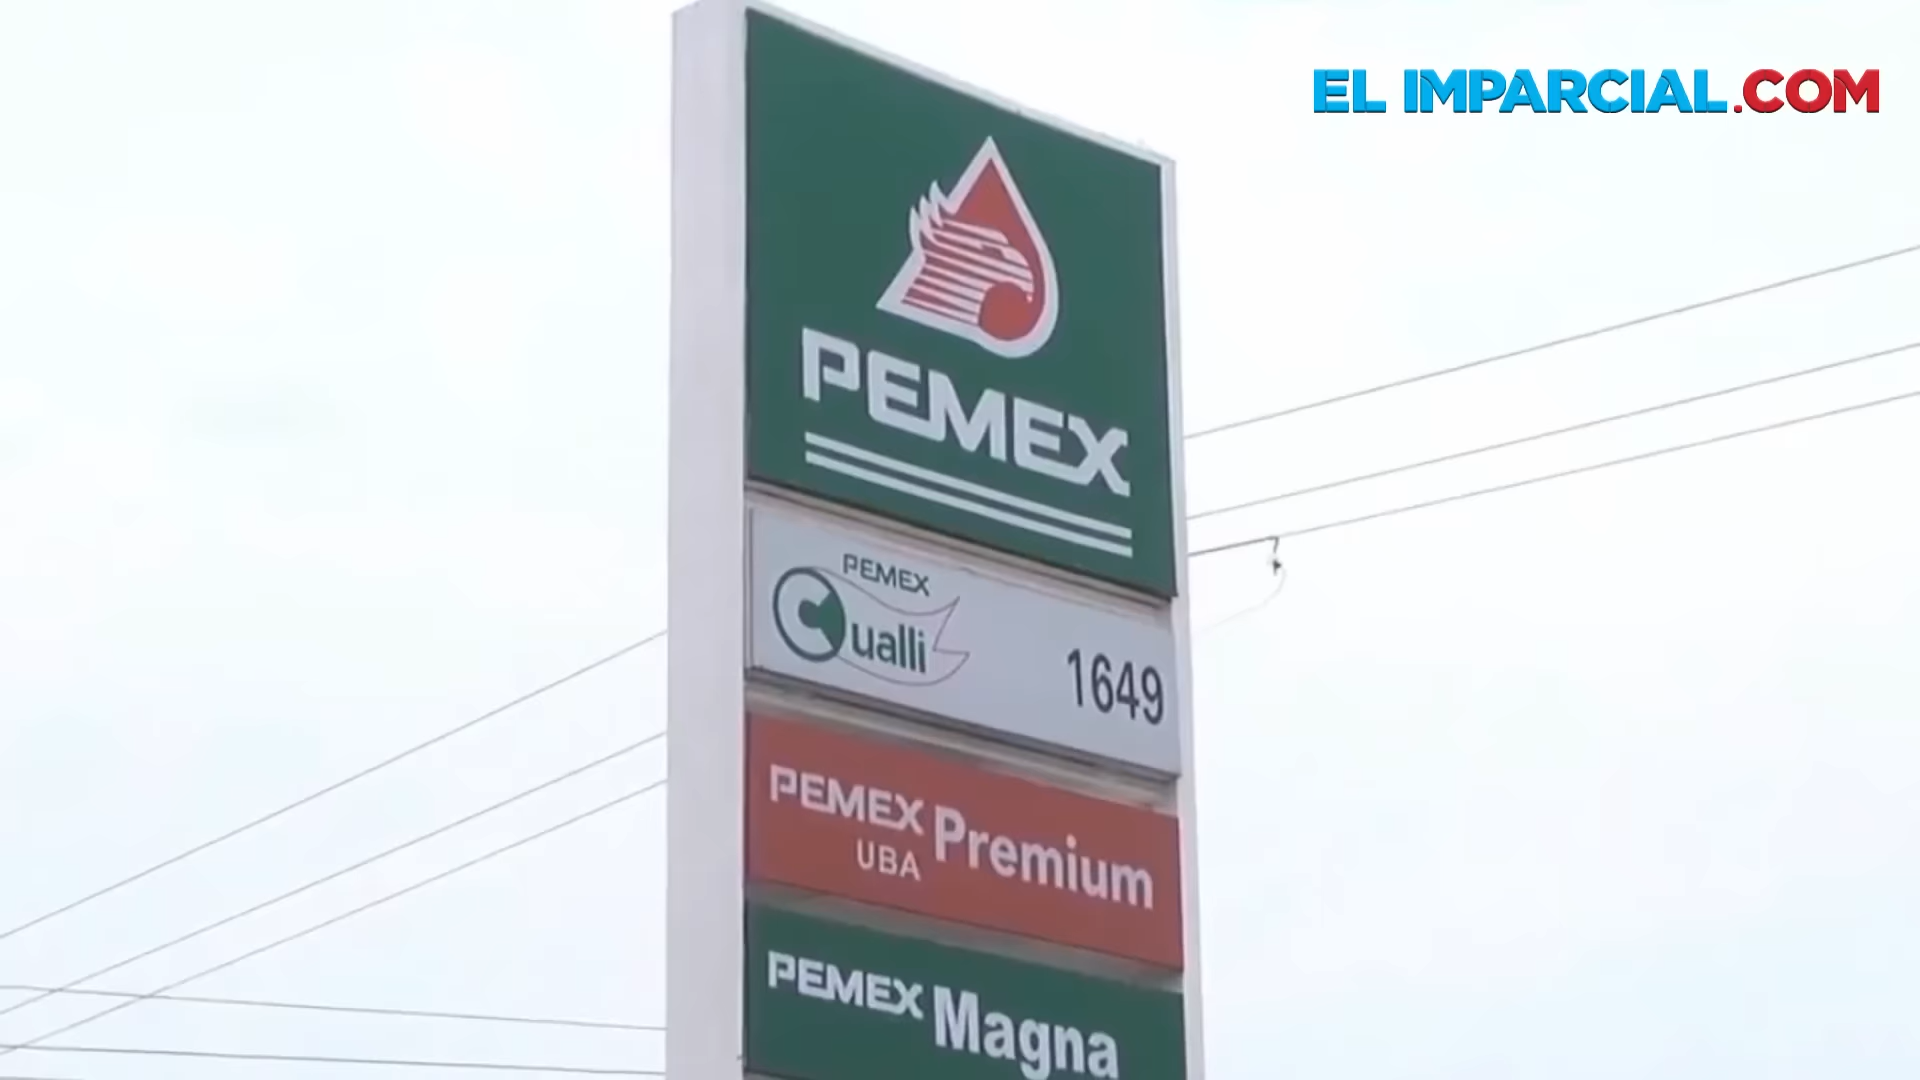 EL IMPARCIAL.COM
PEMEX
PEMEX
Cualli
1649
PEMEX Premium
UBA
PEMEX Magna